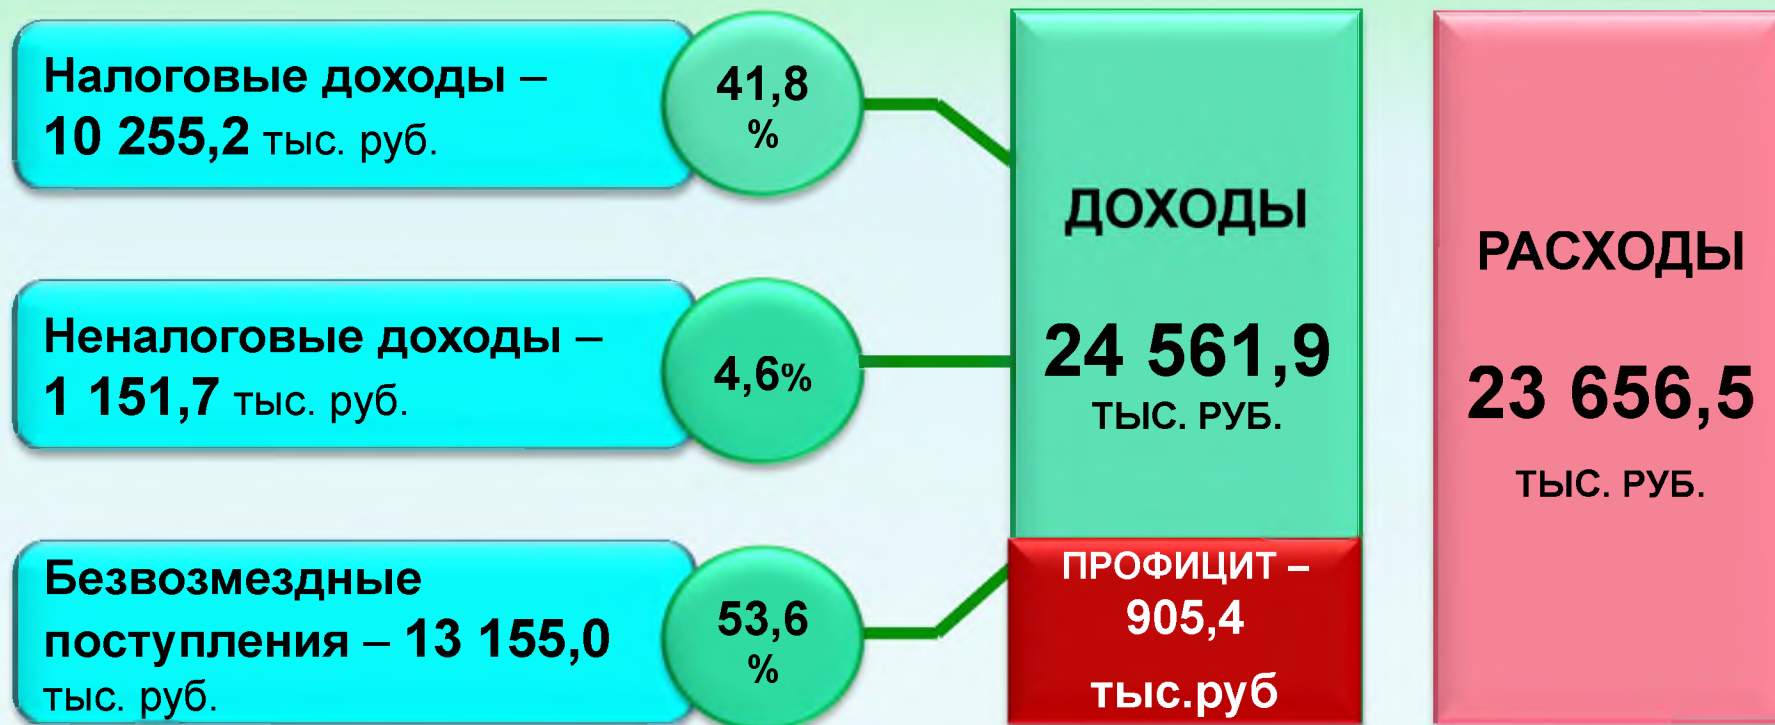 Налоговые доходы –
10 255,2 тыс. руб.
41,8
%
Неналоговые доходы –
1 151,7 тыс. руб.
4,6%
Безвозмездные
поступления – 13 155,0
тыс. руб.
53,6
%
ДОХОДЫ
24 561,9
ТЫС. РУБ.
ПРОФИЦИТ –
905,4
тыс.руб
РАСХОДЫ
23 656,5
ТЫС. РУБ.